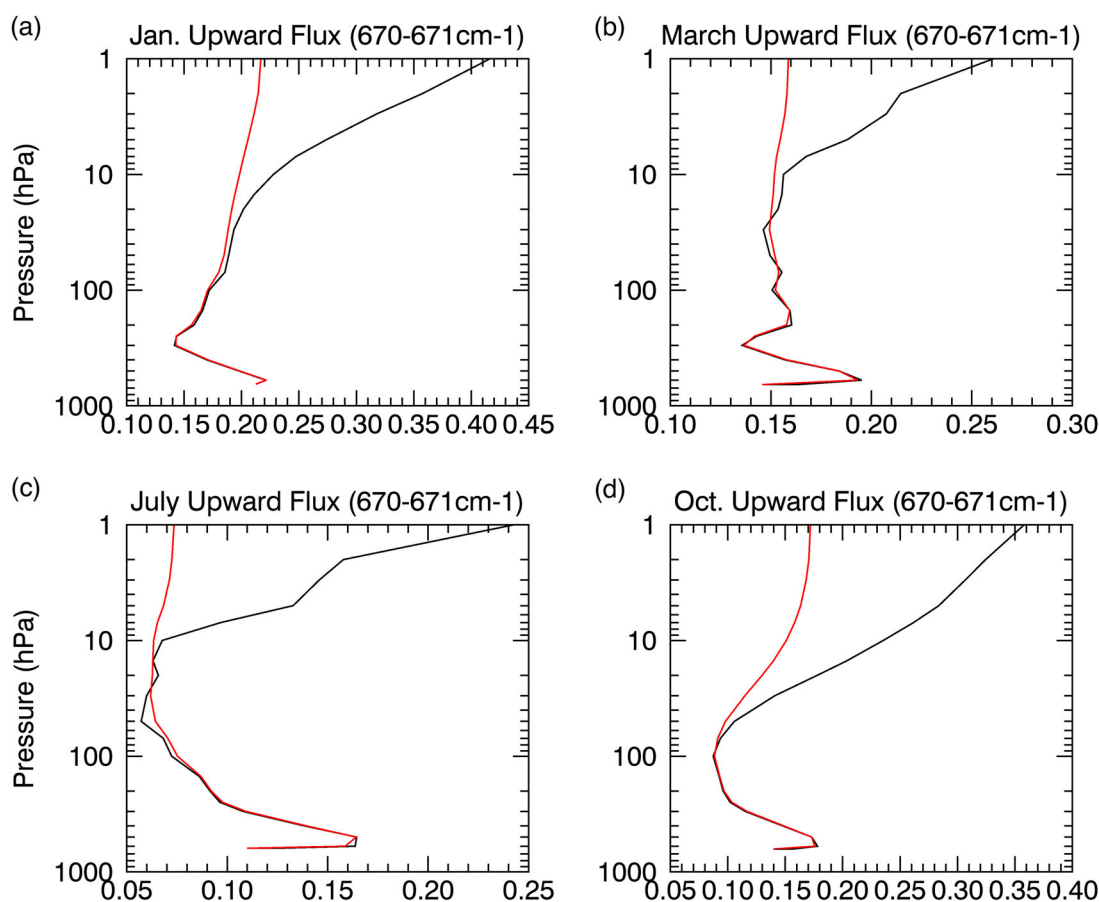 (a) Jan. Upward Flux (670-671cm-1)
(b) March Upward Flux (670-671cm-1)
Pressure (hPa)
1
10
100
1000
0.10 0.15 0.20 0.25 0.30 0.35 0.40 0.45
1
10
100
1000
0.10 0.15 0.20 0.25 0.30
(c) July Upward Flux (670-671cm-1)
(d) Oct. Upward Flux (670-671cm-1)
Pressure (hPa)
1
10
100
1000
0.05 0.10 0.15 0.20 0.25
1
10
100
1000
0.05 0.10 0.15 0.20 0.25 0.30 0.35 0.40